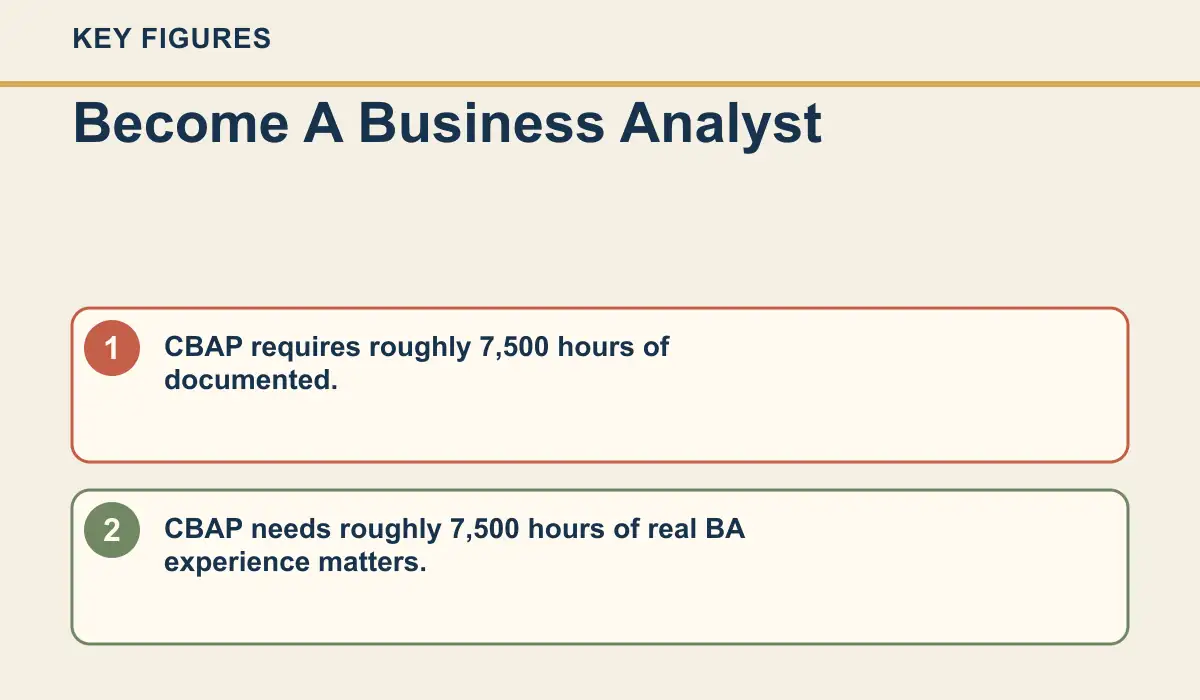 KEY FIGURES
Become A Business Analyst
1
CBAP requires roughly 7,500 hours of
documented.
2
CBAP needs roughly 7,500 hours of real BA
experience matters.